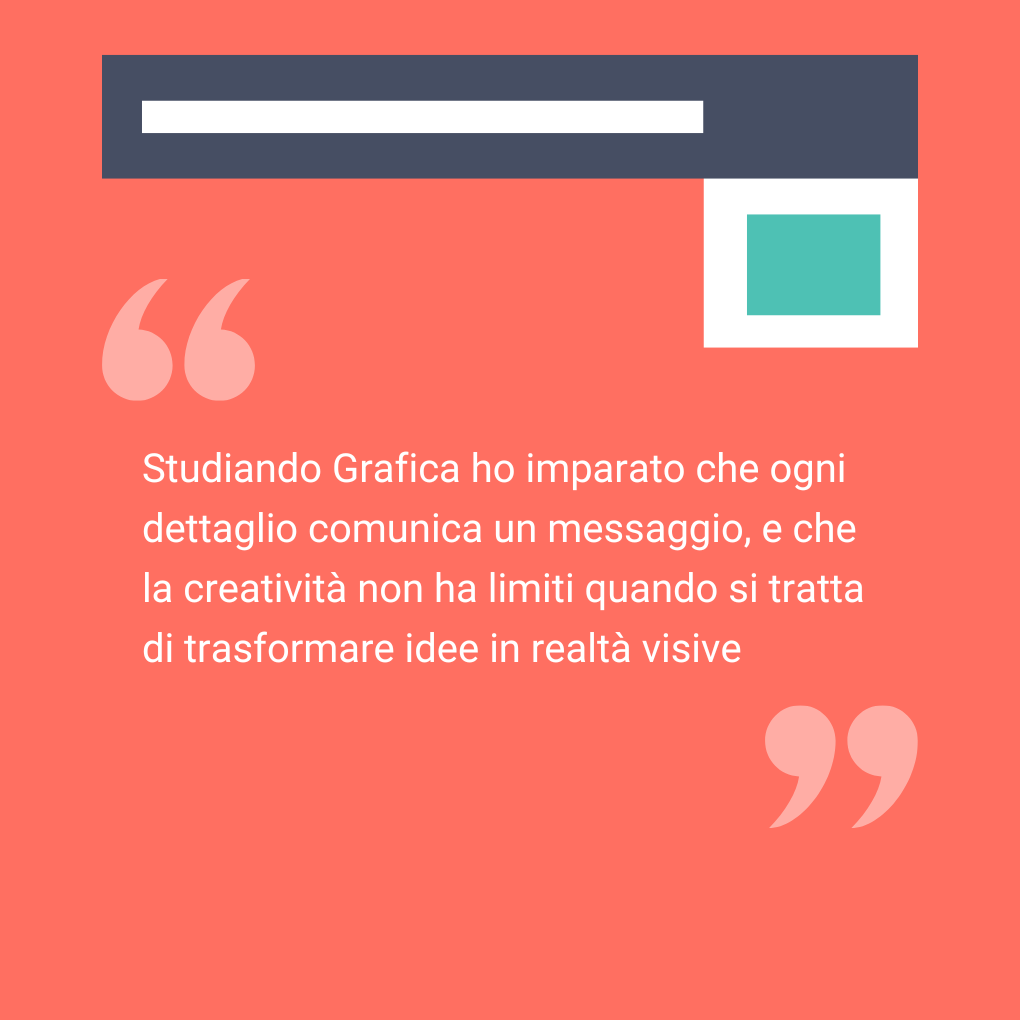 Studiando Grafica ho imparato che ogni
dettaglio comunica un messaggio, e che
la creatività non ha limiti quando si tratta
di trasformare idee in realtà visive